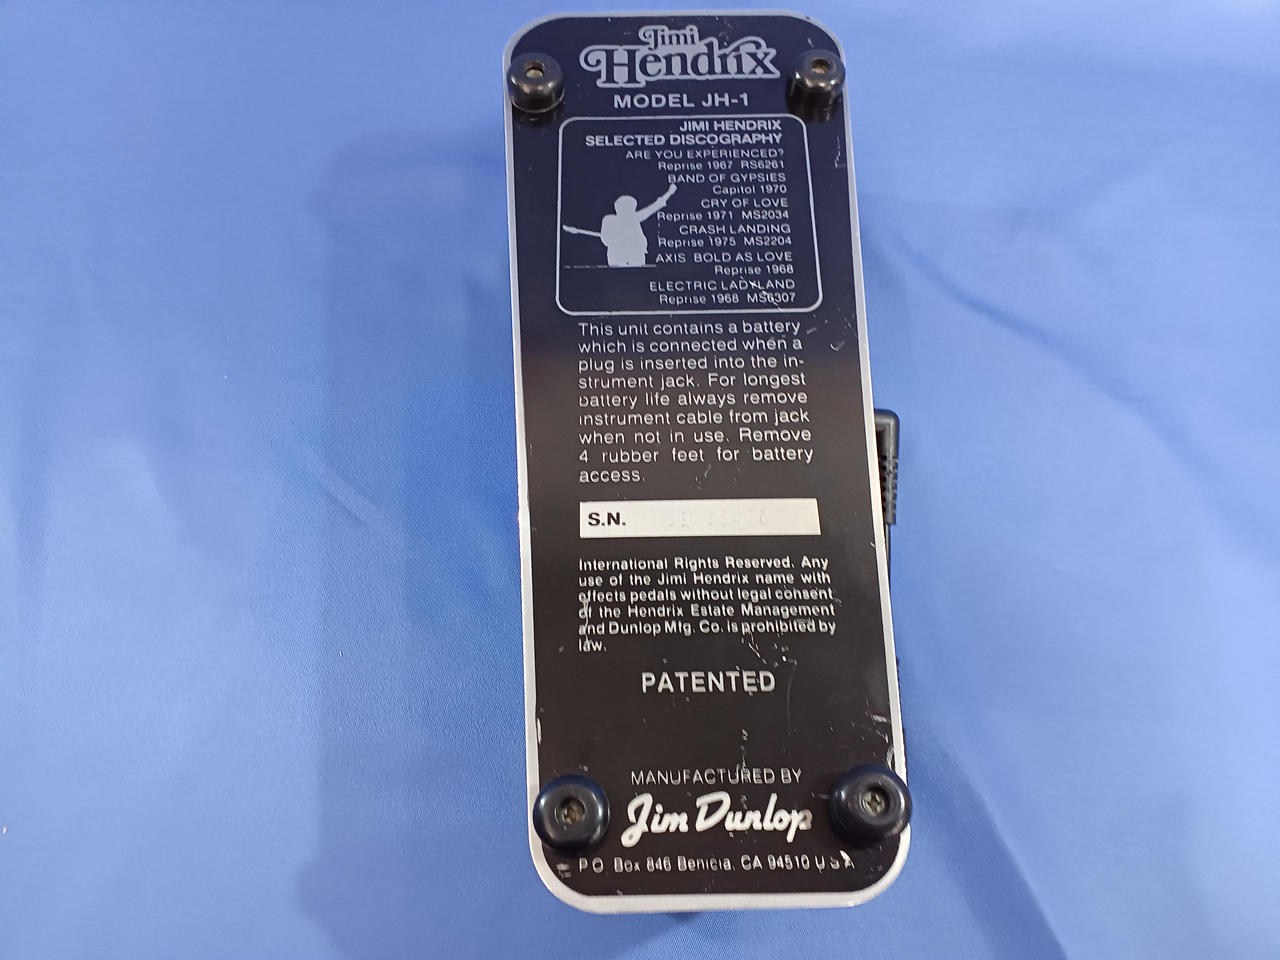 Jimi
Hendrix
MODEL JH-1
JIMI HENDRIX
SELECTED DISCOGRAPHY
ARE YOU EXPERIENCED?
Reprise 1967 RS6261
BAND OF GYPSIES
Capitol 1970
CRY OF LOVE
Reprise 1971 MS2034
CRASH LANDING
Reprise 1975 MS2204
AXIS BOLD AS LOVE
Reprise 1968
ELECTRIC LADYLAND
Reprise 1968 MS6307
This unit contains a battery
which is connected when a
plug is inserted into the in-
strument jack. For longest
battery life always remove
instrument cable from jack
when not in use. Remove
4 rubber feet for battery
access.
S.N.
International Rights Reserved. Any
use of the Jimi Hendrix name with
effects pedals without legal consent
of the Hendrix Estate Management
and Dunlop Mfg. Co. is prohibited by
law.
PATENTED
MANUFACTURED BY
Jim Dunlop
P.O. Box 846 Benicia, CA 94510 U.S.A.